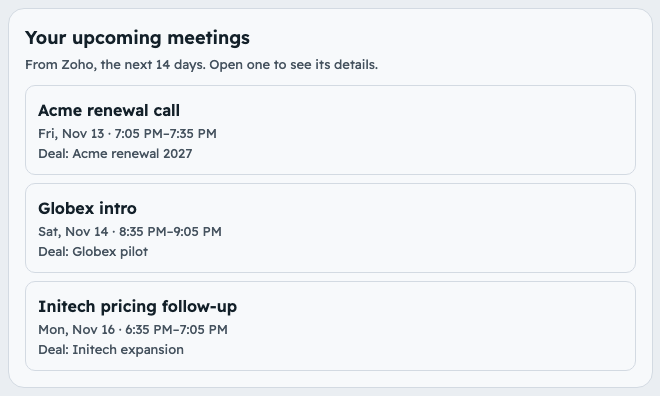 Your upcoming meetings
From Zoho, the next 14 days. Open one to see its details.
Acme renewal call
Fri, Nov 13 · 7:05 PM–7:35 PM
Deal: Acme renewal 2027
Globex intro
Sat, Nov 14 · 8:35 PM–9:05 PM
Deal: Globex pilot
Initech pricing follow-up
Mon, Nov 16 · 6:35 PM–7:05 PM
Deal: Initech expansion